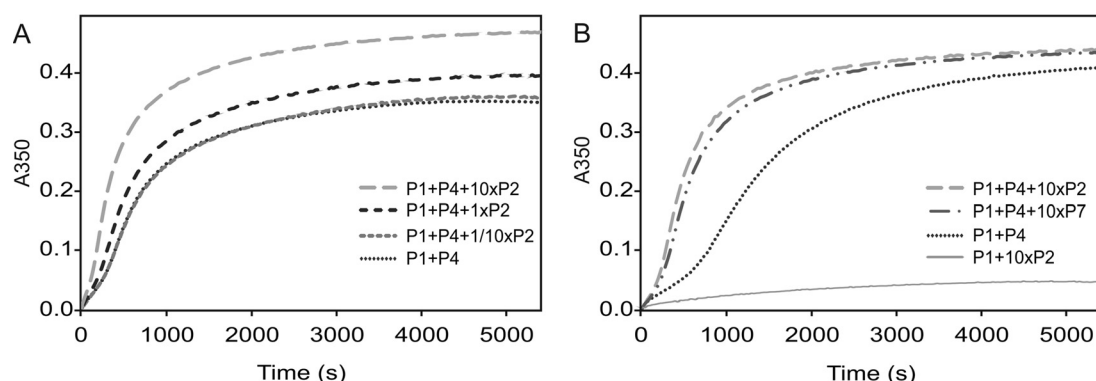 A
A350
0.4
0.3
0.2
0.1
0.0
P1+P4+10xP2
P1+P4+1xP2
P1+P4+1/10xP2
P1+P4
0 1000 2000 3000 4000 5000
Time (s)
B
A350
0.4
0.3
0.2
0.1
0.0
P1+P4+10xP2
P1+P4+10xP7
P1+P4
P1+10xP2
0 1000 2000 3000 4000 5000
Time (s)